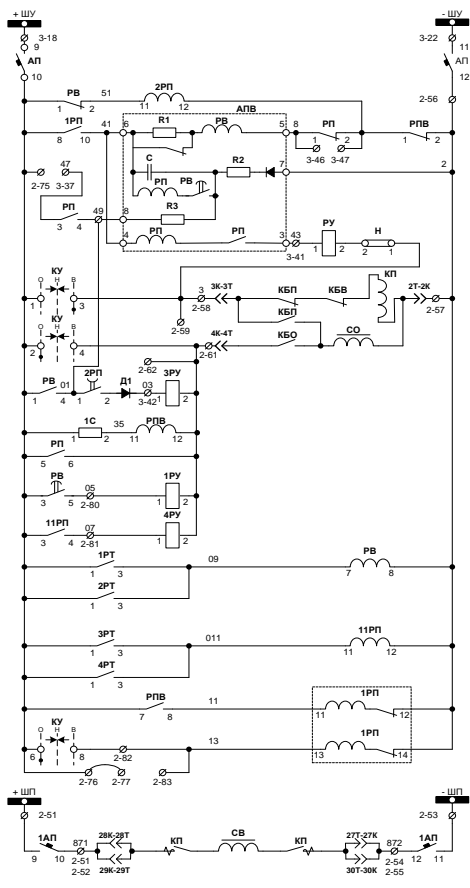 + ШУ - ШУ
3-18 3-22
9 11
АП АП
10 12
РВ 51 2РП 2-56
1 2 11 12
АПВ
1РП 41 6 R1 РВ 5 8 РП РПВ
8 10 1 2 1 2
3-46 3-47
C R2 7 2
47
2-75 3-37 РП РВ
РП 49 8 R3
3 4
4 РП РП 3 43 РУ Н
3-41 1 2 2 1
КУ КП
О Н В 3 3К-3Т КБП КБВ 2Т-2К
1 3 2-58 2-57
2-59 КБП
КУ
О Н В 4К-4Т КБО СО
2 4 2-61
2-62
РВ 01 2РП Д1 03 3РУ
1 4 1 2 3-42 1 2
1С 35 РПВ
1 2 11 12
РП
5 6
РВ 05 1РУ
3 5 2-80 1 2
11РП 07 4РУ
3 4 2-81 1 2
1РТ 09 РВ
1 3 7 8
2РТ
1 3
3РТ 011 11РП
1 3 11 12
4РТ
1 3
РПВ 11 1РП
7 8 11 12
КУ
О Н В 13 1РП
6 8 2-82 13 14
2-76 2-77 2-83
+ ШП - ШП
2-51 2-53
1АП 871 28К-28Т КП СВ КП 27Т-27К 872 1АП
9 10 2-51 29К-29Т 30Т-30К 2-54 12 11
2-52 2-55